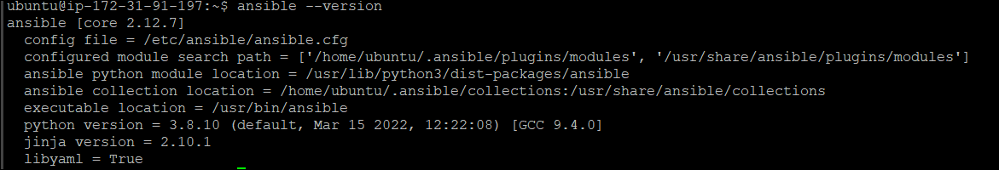 ubuntu@ip-172-31-91-197:~$ ansible --version
ansible [core 2.12.7]
  config file = /etc/ansible/ansible.cfg
  configured module search path = ['/home/ubuntu/.ansible/plugins/modules', '/usr/share/ansible/plugins/modules']
  ansible python module location = /usr/lib/python3/dist-packages/ansible
  ansible collection location = /home/ubuntu/.ansible/collections:/usr/share/ansible/collections
  executable location = /usr/bin/ansible
  python version = 3.8.10 (default, Mar 15 2022, 12:22:08) [GCC 9.4.0]
  jinja version = 2.10.1
  libyaml = True